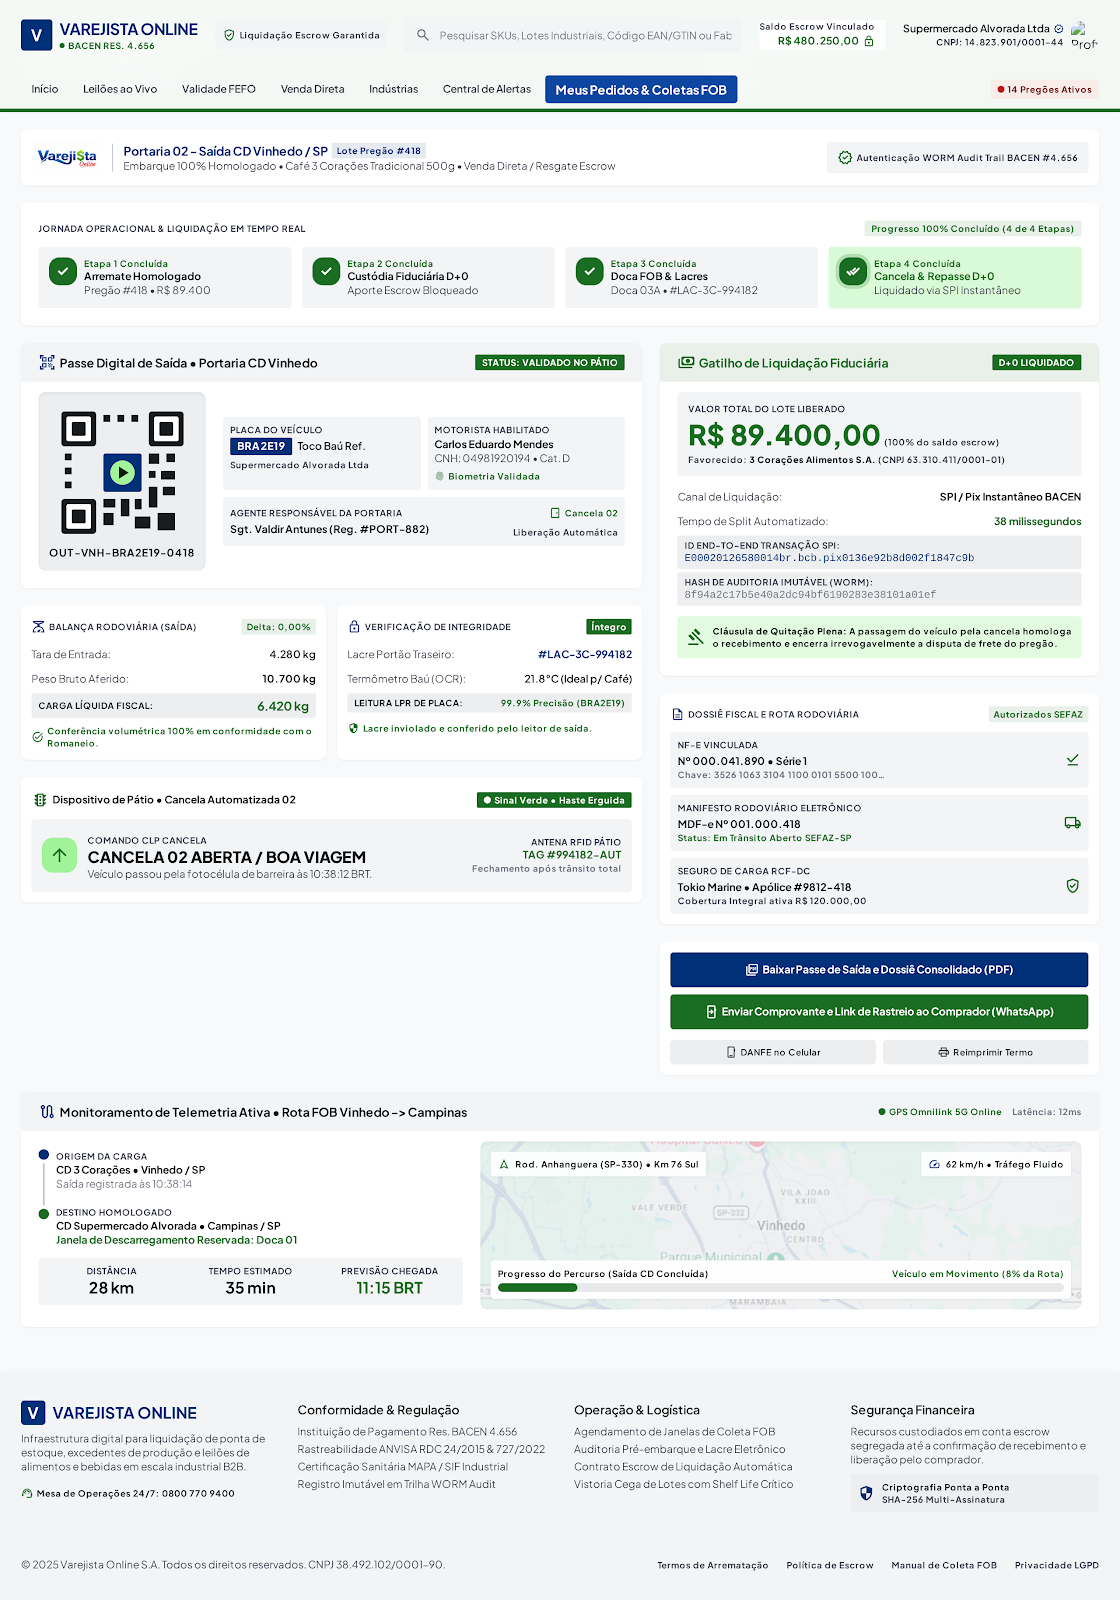 V VAREJISTA ONLINE
BACEN RES. 4.656
Liquidação Escrow Garantida
Pesquisar SKUs, Lotes Industriais, Código EAN/GTIN ou Fab
Saldo Escrow Vinculado
R$ 480.250,00
Supermercado Alvorada Ltda
CNPJ: 14.823.901/0001-44
Prof
Início
Leilões ao Vivo
Validade FEFO
Venda Direta
Indústrias
Central de Alertas
Meus Pedidos & Coletas FOB
14 Pregões Ativos
Vareji$ta
Online
Portaria 02 - Saída CD Vinhedo / SP
Lote Pregão #418
Embarque 100% Homologado • Café 3 Corações Tradicional 500g • Venda Direta / Resgate Escrow
Autenticação WORM Audit Trail BACEN #4.656
JORNADA OPERACIONAL & LIQUIDAÇÃO EM TEMPO REAL
Progresso 100% Concluído (4 de 4 Etapas)
Etapa 1 Concluída
Arremate Homologado
Pregão #418 • R$ 89.400
Etapa 2 Concluída
Custódia Fiduciária D+0
Aporte Escrow Bloqueado
Etapa 3 Concluída
Doca FOB & Lacres
Doca 03A • #LAC-3C-994182
Etapa 4 Concluída
Cancela & Repasse D+0
Liquidado via SPI Instantâneo
Passe Digital de Saída • Portaria CD Vinhedo
STATUS: VALIDADO NO PÁTIO
OUT-VNH-BRA2E19-0418
PLACA DO VEÍCULO
BRA2E19 Toco Baú Ref.
Supermercado Alvorada Ltda
MOTORISTA HABILITADO
Carlos Eduardo Mendes
CNH: 04981920194 • Cat. D
Biometria Validada
AGENTE RESPONSÁVEL DA PORTARIA
Sgt. Valdir Antunes (Reg. #PORT-882)
Cancela 02
Liberação Automática
Gatilho de Liquidação Fiduciária
D+0 LIQUIDADO
VALOR TOTAL DO LOTE LIBERADO
R$ 89.400,00 (100% do saldo escrow)
Favorecido: 3 Corações Alimentos S.A. (CNPJ 63.310.411/0001-01)
Canal de Liquidação: SPI / Pix Instantâneo BACEN
Tempo de Split Automatizado: 38 milissegundos
ID END-TO-END TRANSAÇÃO SPI:
E00020126580014br.bcb.pix0136e92b8d002f1847c9b
HASH DE AUDITORIA IMUTÁVEL (WORM):
8f94a2c17b5e40a2dc94bf6190283e38101a01ef
Cláusula de Quitação Plena: A passagem do veículo pela cancela homologa
o recebimento e encerra irrevogavelmente a disputa de frete do pregão.
BALANÇA RODOVIÁRIA (SAÍDA)
Delta: 0,00%
Tara de Entrada: 4.280 kg
Peso Bruto Aferido: 10.700 kg
CARGA LÍQUIDA FISCAL: 6.420 kg
Conferência volumétrica 100% em conformidade com o
Romaneio.
VERIFICAÇÃO DE INTEGRIDADE
Íntegro
Lacre Portão Traseiro: #LAC-3C-994182
Termômetro Baú (OCR): 21.8°C (Ideal p/ Café)
LEITURA LPR DE PLACA: 99.9% Precisão (BRA2E19)
Lacre inviolado e conferido pelo leitor de saída.
Dispositivo de Pátio • Cancela Automatizada 02
Sinal Verde • Haste Erguida
COMANDO CLP CANCELA
CANCELA 02 ABERTA / BOA VIAGEM
Veículo passou pela fotocélula de barreira às 10:38:12 BRT.
ANTENA RFID PÁTIO
TAG #994182-AUT
Fechamento após trânsito total
DOSSIÊ FISCAL E ROTA RODOVIÁRIA
Autorizados SEFAZ
NF-E VINCULADA
Nº 000.041.890 • Série 1
Chave: 3526 1063 3104 1100 0101 5500 100...
MANIFESTO RODOVIÁRIO ELETRÔNICO
MDF-e Nº 001.000.418
Status: Em Trânsito Aberto SEFAZ-SP
SEGURO DE CARGA RCF-DC
Tokio Marine • Apólice #9812-418
Cobertura Integral ativa R$ 120.000,00
Baixar Passe de Saída e Dossiê Consolidado (PDF)
Enviar Comprovante e Link de Rastreio ao Comprador (WhatsApp)
DANFE no Celular
Reimprimir Termo
Monitoramento de Telemetria Ativa • Rota FOB Vinhedo -> Campinas
GPS Omnilink 5G Online
Latência: 12ms
ORIGEM DA CARGA
CD 3 Corações • Vinhedo / SP
Saída registrada às 10:38:14
DESTINO HOMOLOGADO
CD Supermercado Alvorada • Campinas / SP
Janela de Descarregamento Reservada: Doca 01
DISTÂNCIA
28 km
TEMPO ESTIMADO
35 min
PREVISÃO CHEGADA
11:15 BRT
Hospital Galileo
Rod. Anhanguera (SP-330) • Km 76 Sul
62 km/h • Tráfego Fluido
VILA JOAO
XXIII
VALE VERDE
SP-332
Vinhedo
CENTRO
Parque Municipal
Progresso do Percurso (Saída CD Concluída)
Veículo em Movimento (8% da Rota)
MARAMBAIA
V VAREJISTA ONLINE
Infraestrutura digital para liquidação de ponta de
estoque, excedentes de produção e leilões de
alimentos e bebidas em escala industrial B2B.
Mesa de Operações 24/7: 0800 770 9400
Conformidade & Regulação
Instituição de Pagamento Res. BACEN 4.656
Rastreabilidade ANVISA RDC 24/2015 & 727/2022
Certificação Sanitária MAPA / SIF Industrial
Registro Imutável em Trilha WORM Audit
Operação & Logística
Agendamento de Janelas de Coleta FOB
Auditoria Pré-embarque e Lacre Eletrônico
Contrato Escrow de Liquidação Automática
Vistoria Cega de Lotes com Shelf Life Crítico
Segurança Financeira
Recursos custodiados em conta escrow
segregada até a confirmação de recebimento e
liberação pelo comprador.
Criptografia Ponta a Ponta
SHA-256 Multi-Assinatura
© 2025 Varejista Online S.A. Todos os direitos reservados. CNPJ 38.492.102/0001-90.
Termos de Arrematação
Política de Escrow
Manual de Coleta FOB
Privacidade LGPD